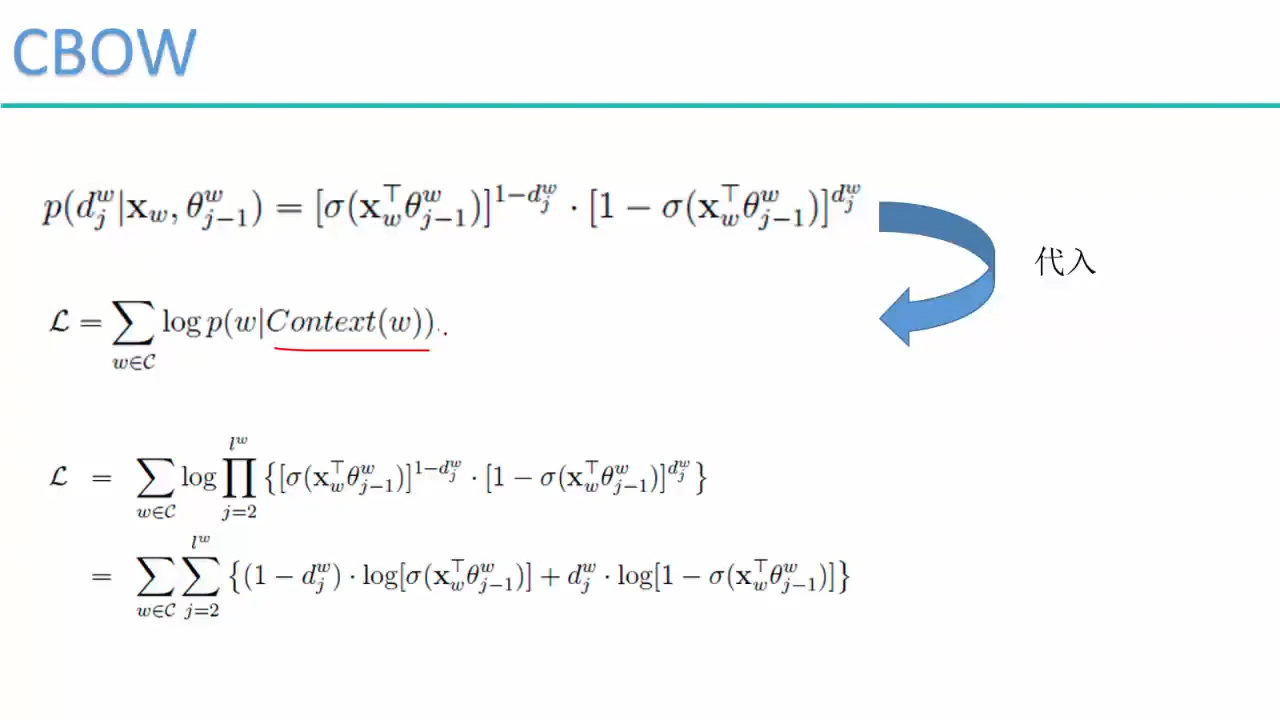 CBOW
p(d_j^w|x_w, θ_{j−1}^w) = [σ(x_w^⊤θ_{j−1}^w)]^{1−d_j^w} · [1 − σ(x_w^⊤θ_{j−1}^w)]^{d_j^w}
代入
ℒ = ∑_{w∈𝒞} log p(w|Context(w)).
ℒ = ∑_{w∈𝒞} log ∏_{j=2}^{l^w} {[σ(x_w^⊤θ_{j−1}^w)]^{1−d_j^w} · [1 − σ(x_w^⊤θ_{j−1}^w)]^{d_j^w}}
= ∑_{w∈𝒞} ∑_{j=2}^{l^w} {(1 − d_j^w) · log[σ(x_w^⊤θ_{j−1}^w)] + d_j^w · log[1 − σ(x_w^⊤θ_{j−1}^w)]}